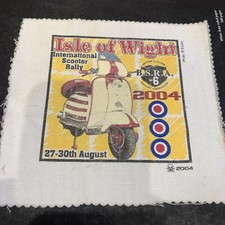 Isle of Wight
International
Scooter
Rally
B.S.R.A.
6
2004
27-30th August
2004